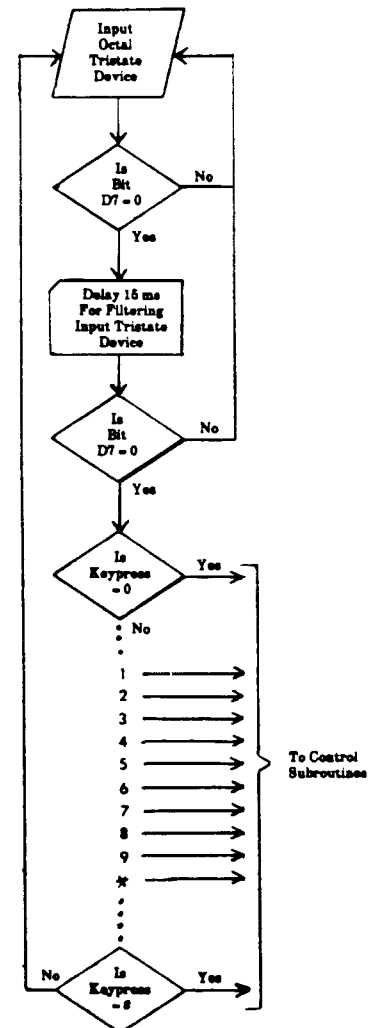 Input
Octal
Tristate
Device
Is
Bit
D7 = 0
No
Yes
Delay 15 ms
For Filtering
Input Tristate
Device
Is
Bit
D7 = 0
No
Yes
Is
Keypress
= 0
Yes
No
1
2
3
4
5
6
7
8
9
*
To Control
Subroutines
No
Is
Keypress
=
Yes